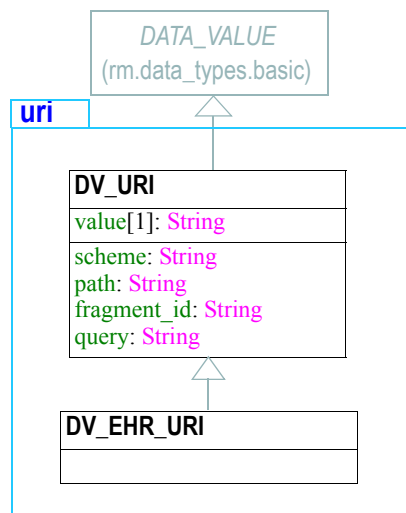 DATA_VALUE
(rm.data_types.basic)
uri
DV_URI
value[1]: String
scheme: String
path: String
fragment_id: String
query: String
DV_EHR_URI